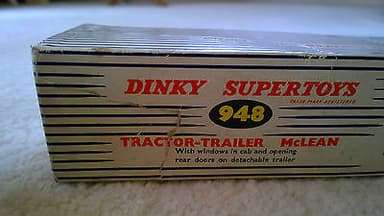 DINKY SUPERTOYS
TRADE MARK REGISTERED
948
TRACTOR-TRAILER McLEAN
With windows in cab and opening
rear doors on detachable trailer